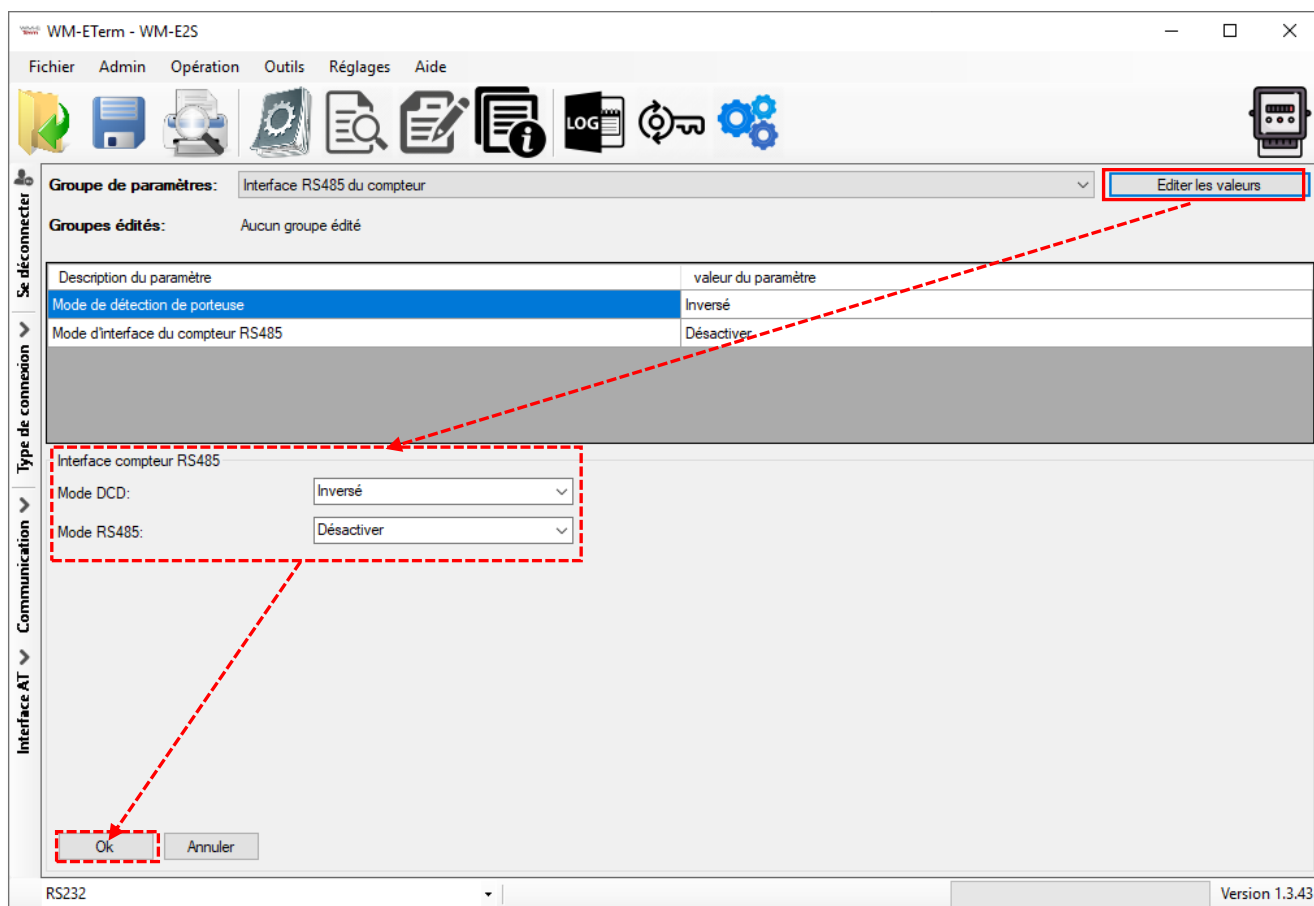 WM-ETerm - WM-E2S
Fichier Admin Opération Outils Réglages Aide
LOG
Groupe de paramètres: Interface RS485 du compteur Editer les valeurs
Groupes édités: Aucun groupe édité
Description du paramètre valeur du paramètre
Mode de détection de porteuse Inversé
Mode d'interface du compteur RS485 Désactiver
Interface compteur RS485
Mode DCD: Inversé
Mode RS485: Désactiver
Ok Annuler
Se déconnecter
Type de connexion
Communication
Interface AT
RS232 Version 1.3.43